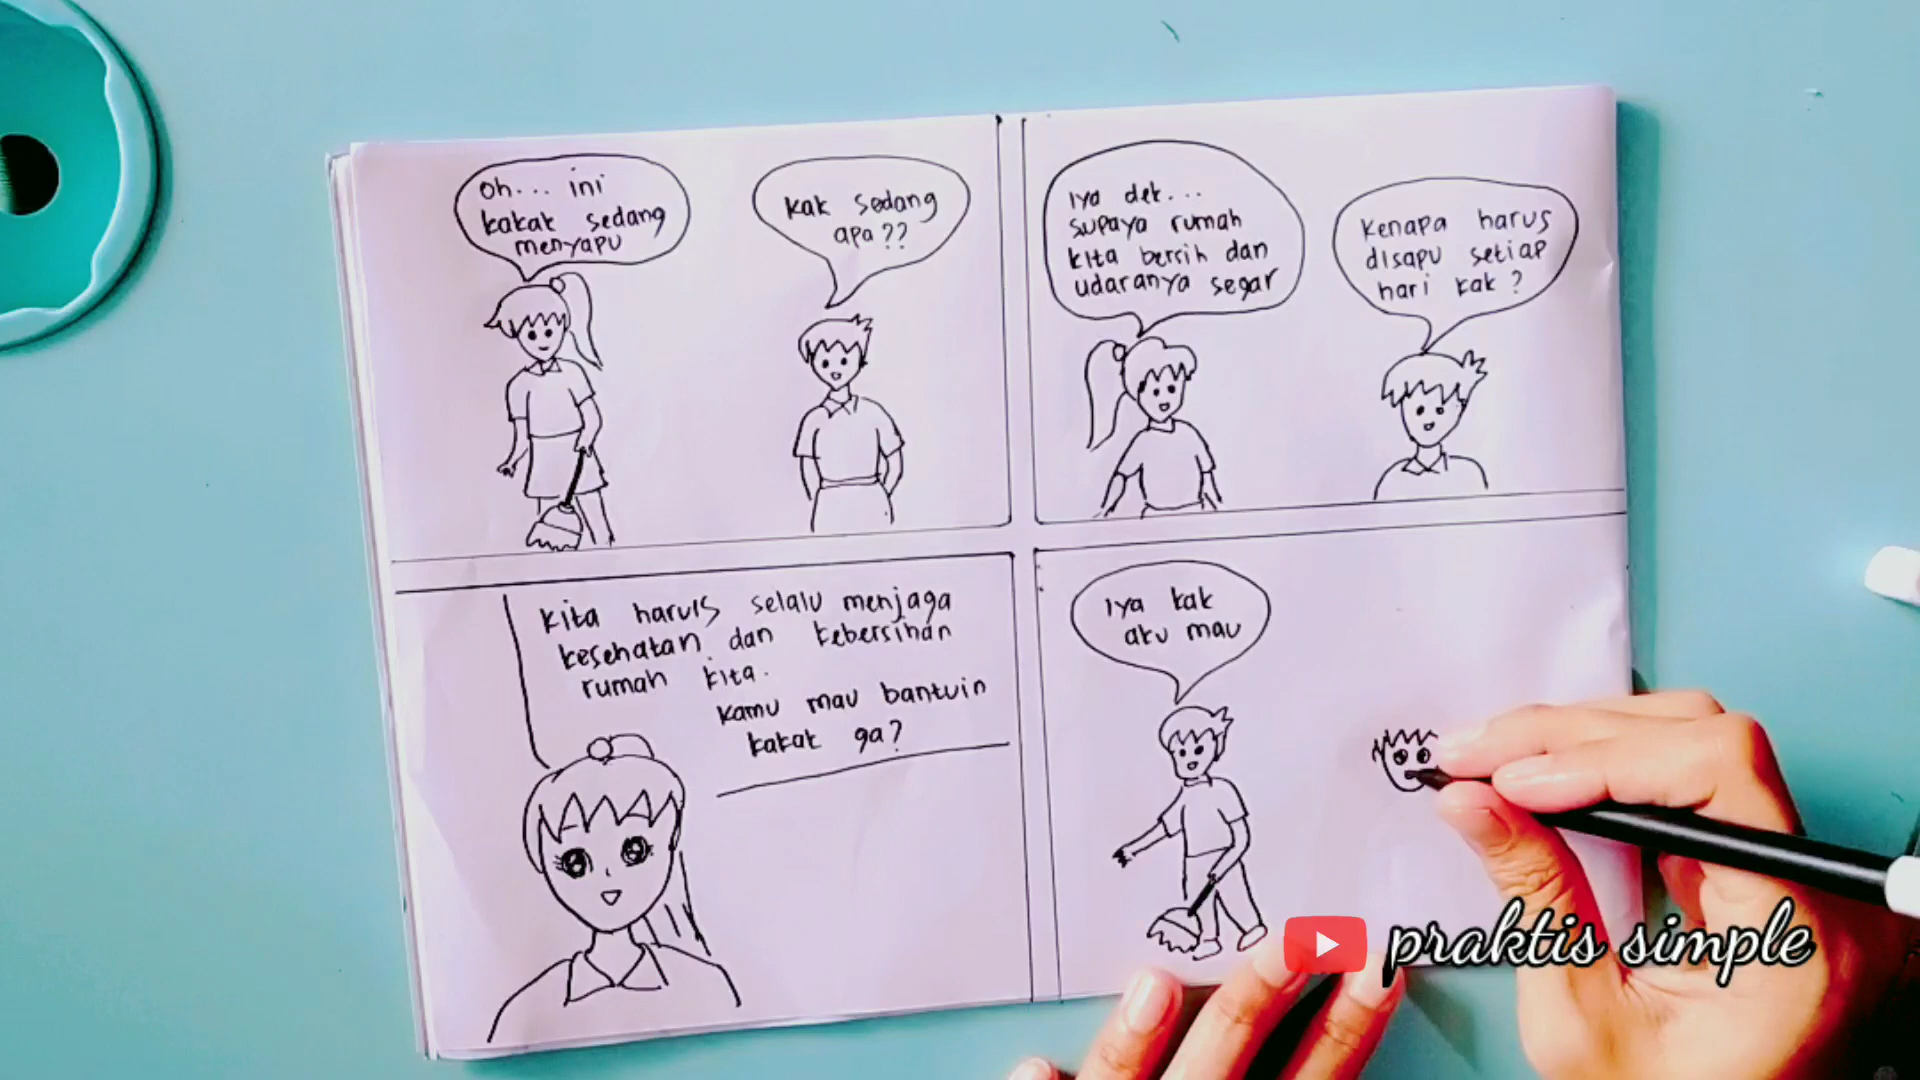 Oh... ini
kakak sedang
menyapu
kak sedang
apa??
Iya dek...
supaya rumah
kita bersih dan
udaranya segar
Kenapa harus
disapu setiap
hari kak?
kita harus selalu menjaga
kesehatan dan kebersihan
rumah kita.
kamu mau bantuin
kakak ga?
Iya kak
aku mau
praktis simple